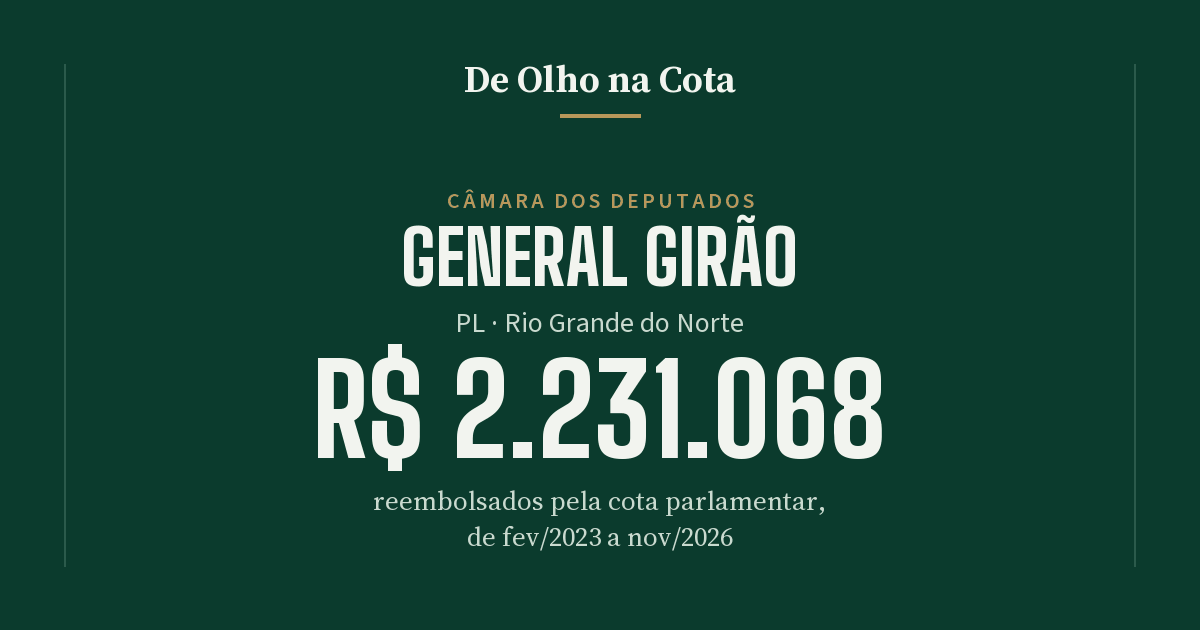 De Olho na Cota
CÂMARA DOS DEPUTADOS
GENERAL GIRÃO
PL · Rio Grande do Norte
R$ 2.231.068
reembolsados pela cota parlamentar,
de fev/2023 a nov/2026